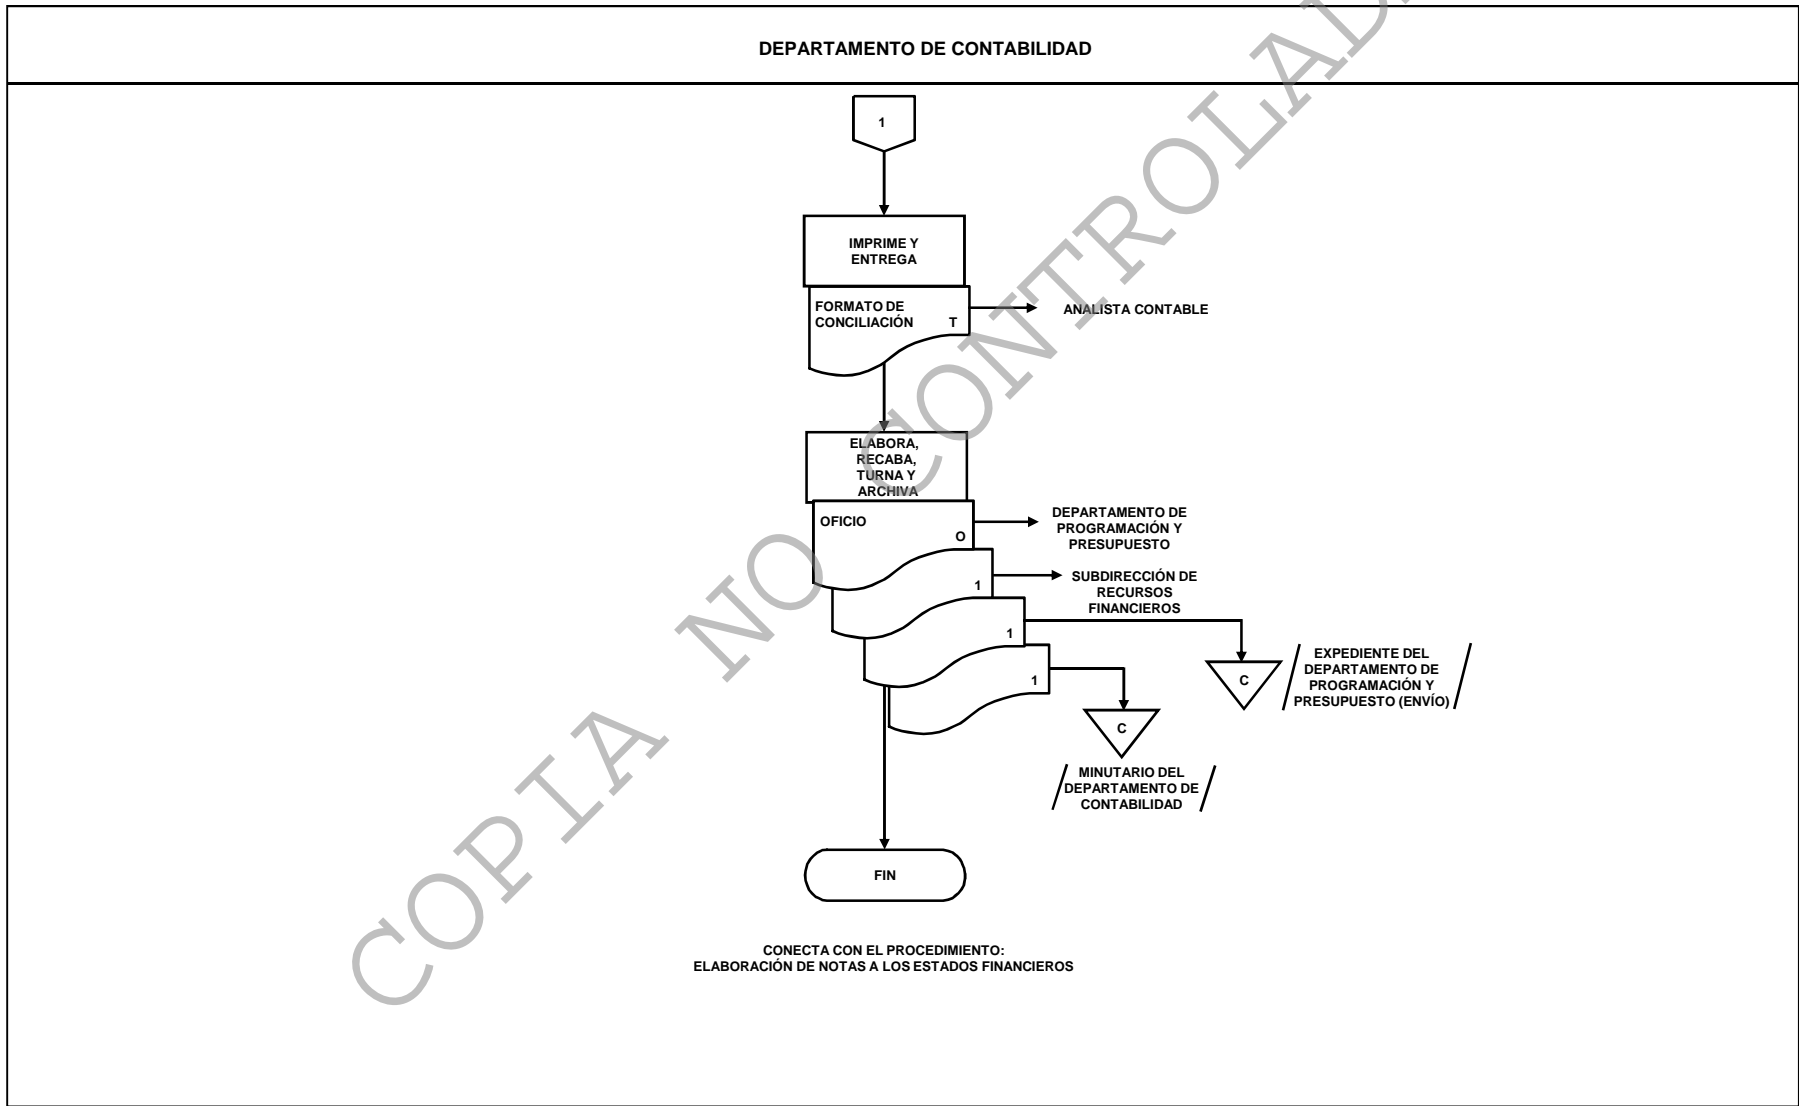 DEPARTAMENTO DE CONTABILIDAD
1
IMPRIME Y
ENTREGA
FORMATO DE
CONCILIACIÓN T
ANALISTA CONTABLE
ELABORA,
RECABA,
TURNA Y
ARCHIVA
OFICIO
O
DEPARTAMENTO DE
PROGRAMACIÓN Y
PRESUPUESTO
1
SUBDIRECCIÓN DE
RECURSOS
FINANCIEROS
1
C
EXPEDIENTE DEL
DEPARTAMENTO DE
PROGRAMACIÓN Y
PRESUPUESTO (ENVÍO)
1
C
MINUTARIO DEL
DEPARTAMENTO DE
CONTABILIDAD
FIN
CONECTA CON EL PROCEDIMIENTO:
ELABORACIÓN DE NOTAS A LOS ESTADOS FINANCIEROS
COPIA NO CONTROLAD